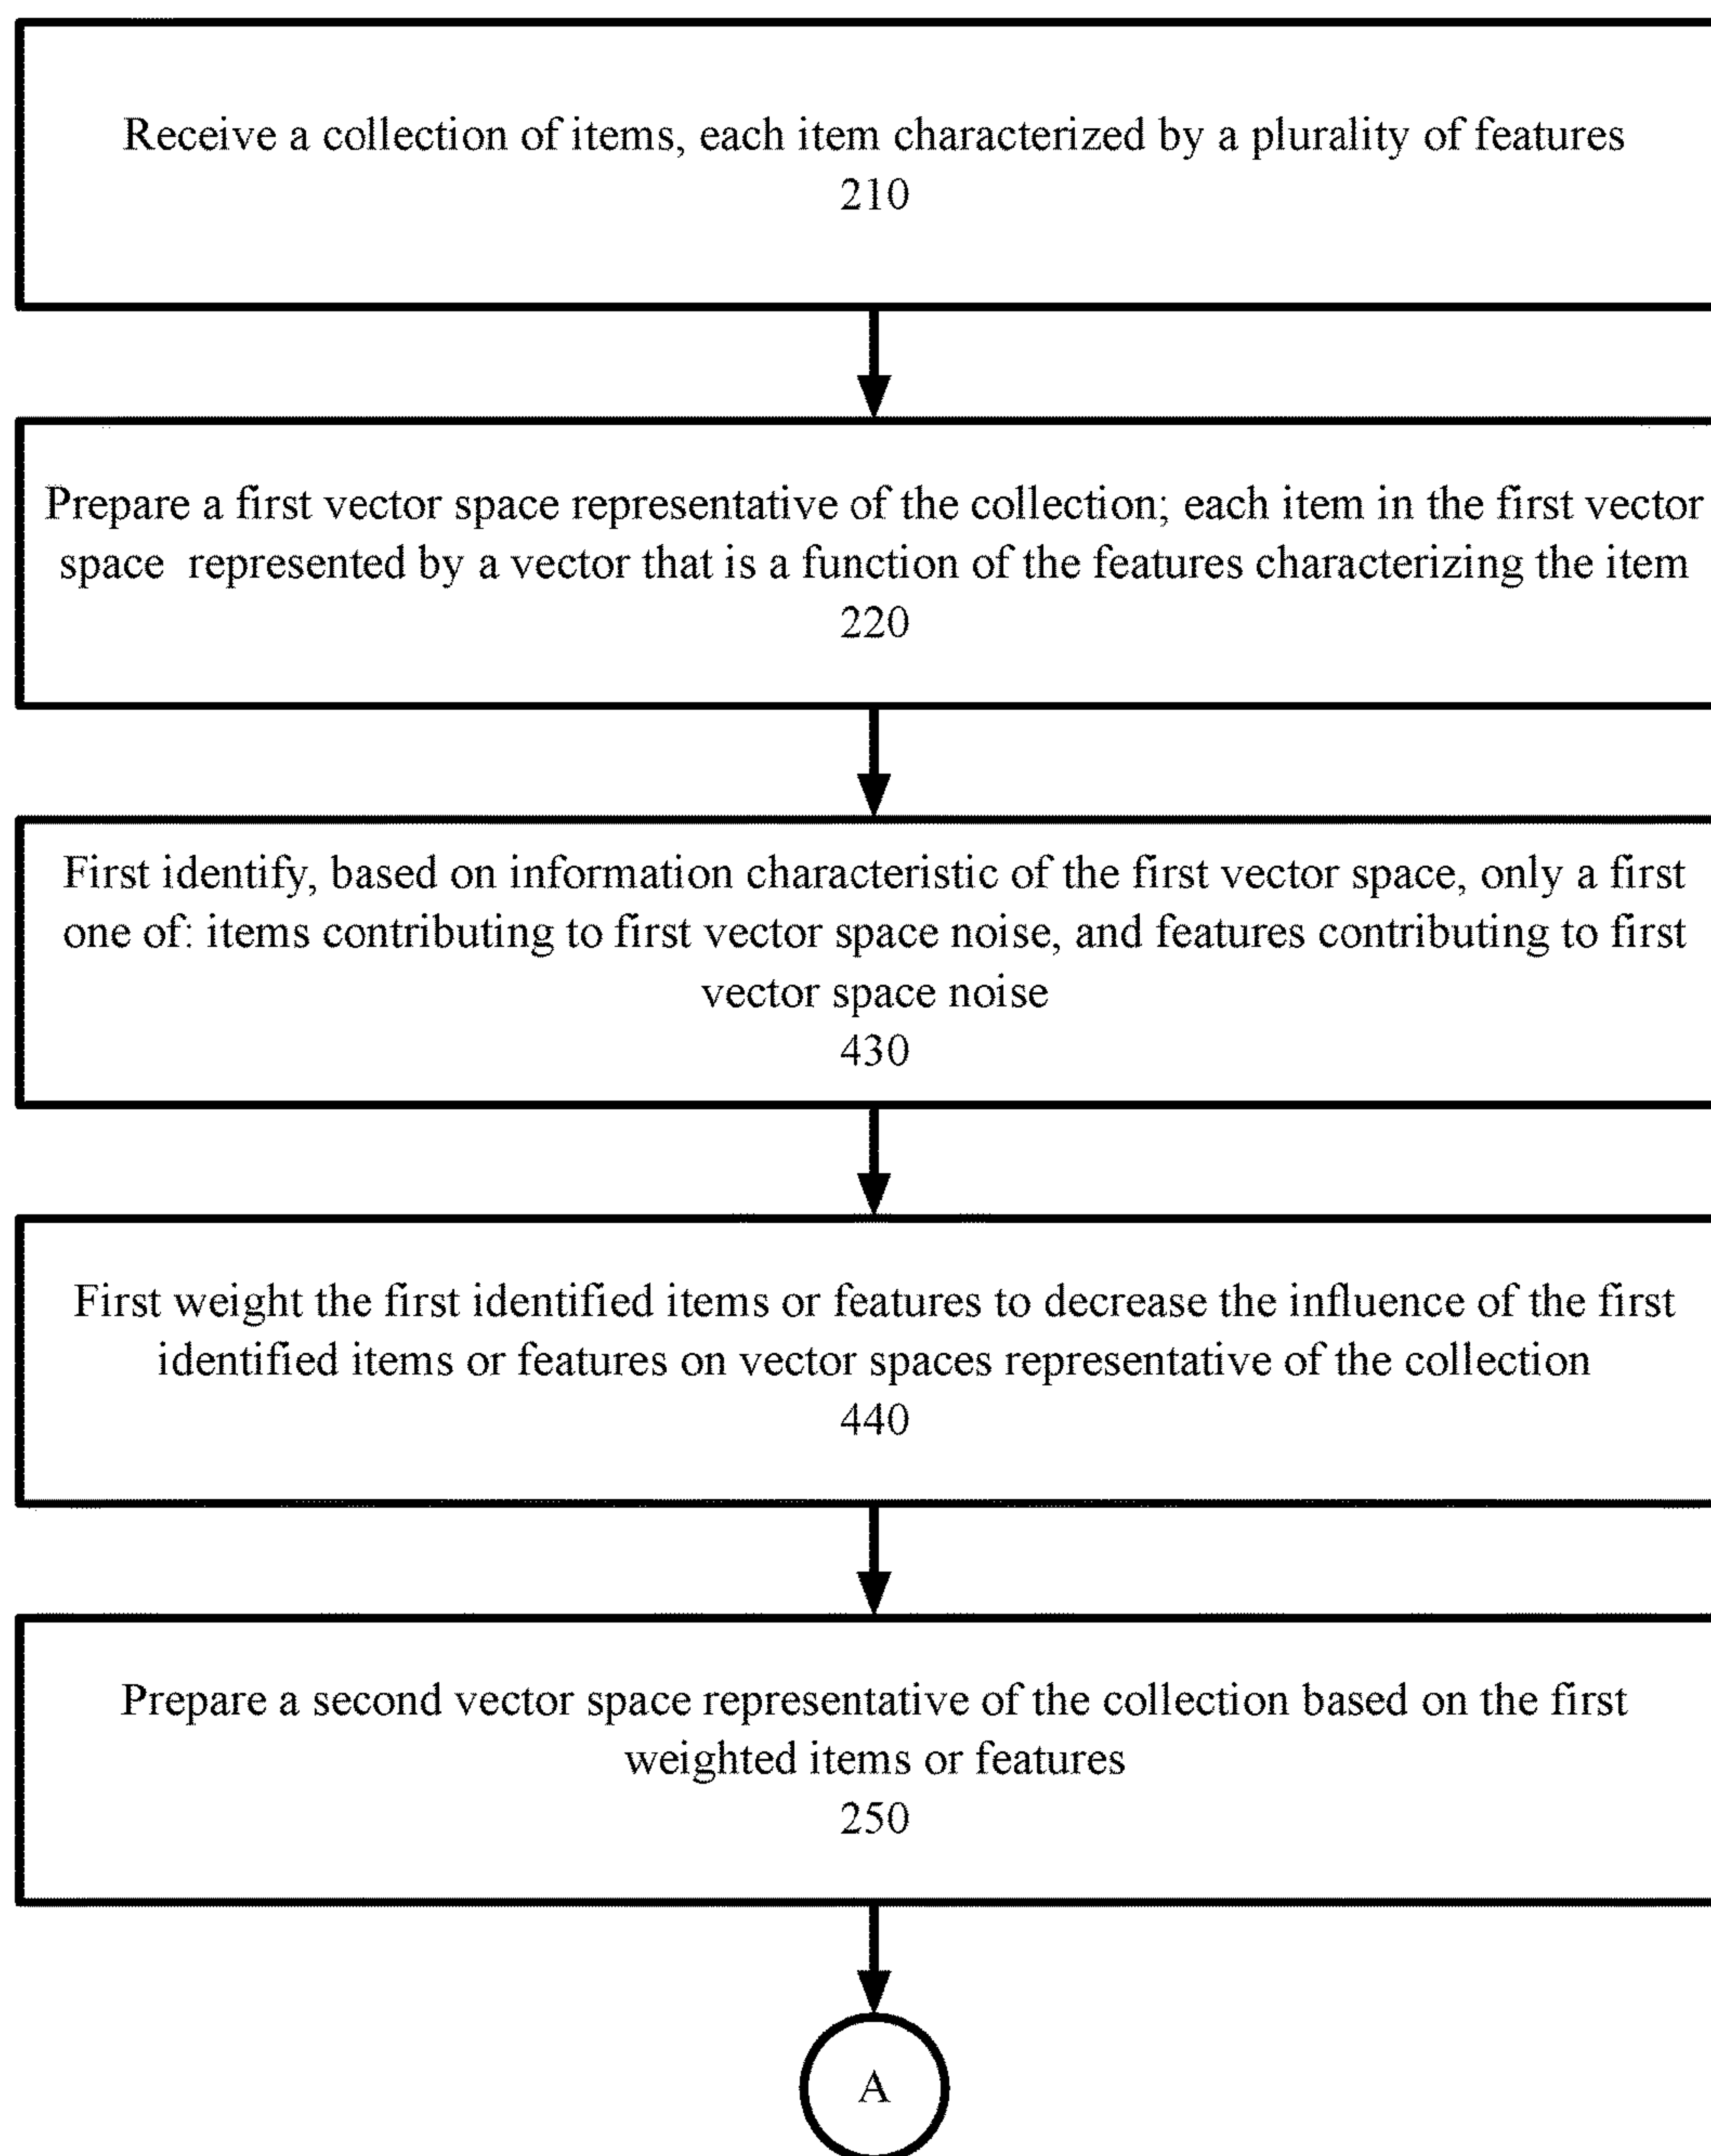 Receive a collection of items, each item characterized by a plurality of features
210
Prepare a first vector space representative of the collection; each item in the first vector
space represented by a vector that is a function of the features characterizing the item
220
First identify, based on information characteristic of the first vector space, only a first
one of: items contributing to first vector space noise, and features contributing to first
vector space noise
430
First weight the first identified items or features to decrease the influence of the first
identified items or features on vector spaces representative of the collection
440
Prepare a second vector space representative of the collection based on the first
weighted items or features
250
A